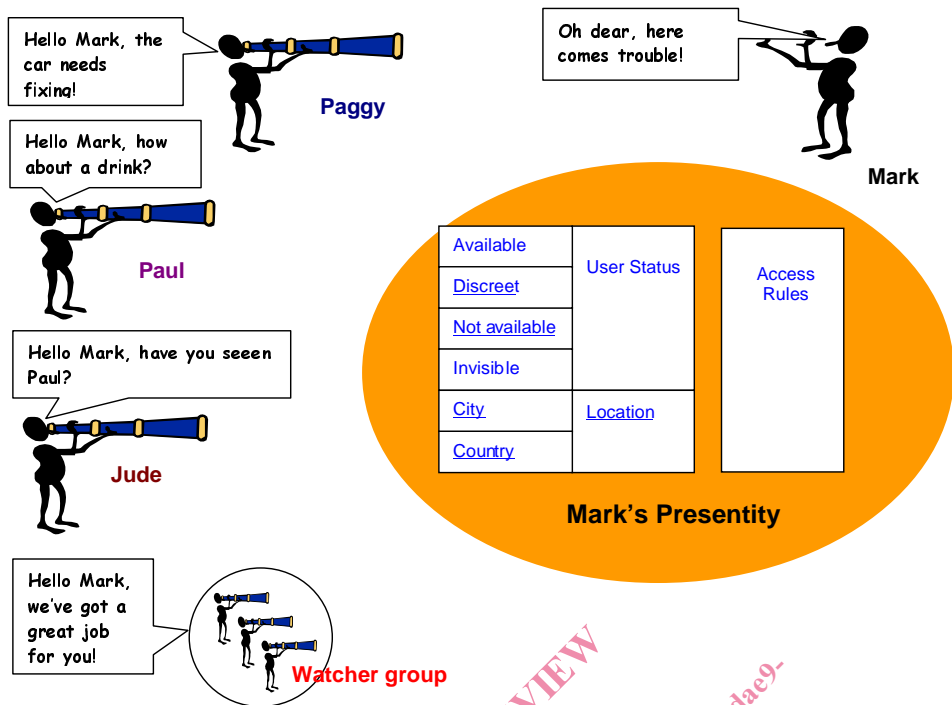 Hello Mark, the
car needs
fixing!
Paggy
Oh dear, here
comes trouble!
Mark
Hello Mark, how
about a drink?
Paul
Hello Mark, have you seeen
Paul?
Jude
Available
Discreet
Not available
Invisible
City
Country
User Status
Location
Access
Rules
Mark's Presentity
Hello Mark,
we've got a
great job
for you!
Watcher group
VIEW
dae9-